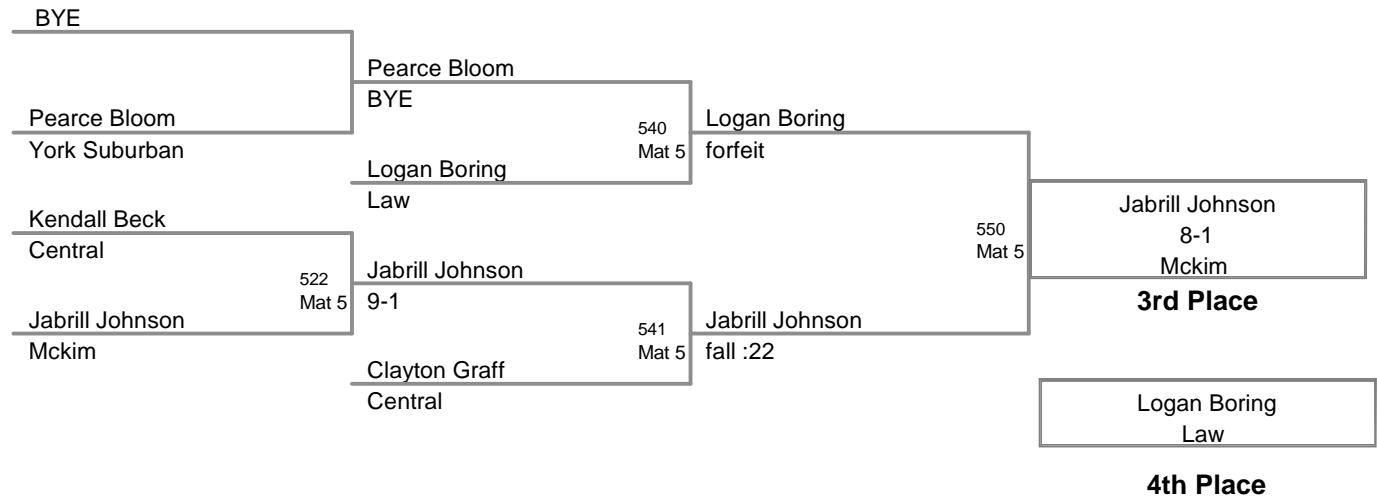 BYE
Pearce Bloom
BYE
Pearce Bloom
York Suburban
540
Mat 5
Logan Boring
forfeit
Logan Boring
Law
Kendall Beck
Central
522
Mat 5
Jabrill Johnson
9-1
Jabrill Johnson
Mckim
541
Mat 5
Jabrill Johnson
fall :22
Clayton Graff
Central
550
Mat 5
Jabrill Johnson
8-1
Mckim
3rd Place
Logan Boring
Law
4th Place